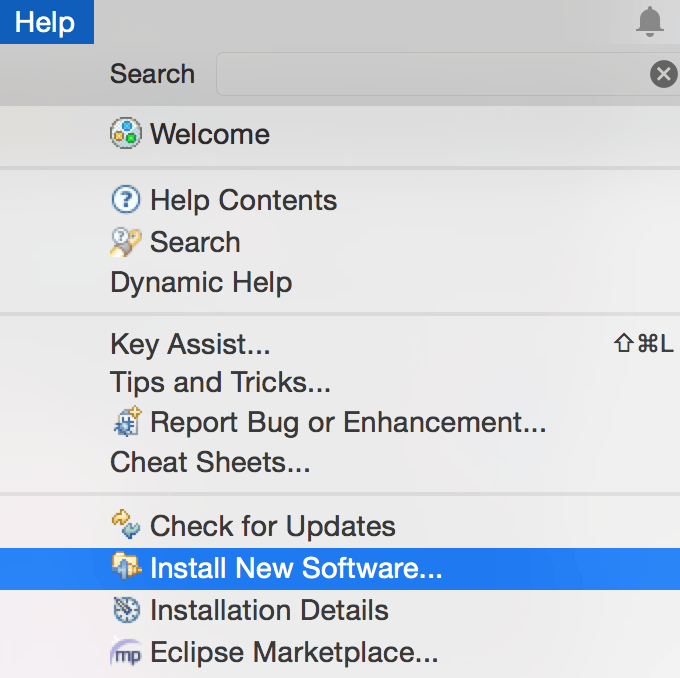 Help
Search
Welcome
? Help Contents
? Search
Dynamic Help
Key Assist... ⇧⌘L
Tips and Tricks...
Report Bug or Enhancement...
Cheat Sheets...
Check for Updates
Install New Software...
Installation Details
mp Eclipse Marketplace...